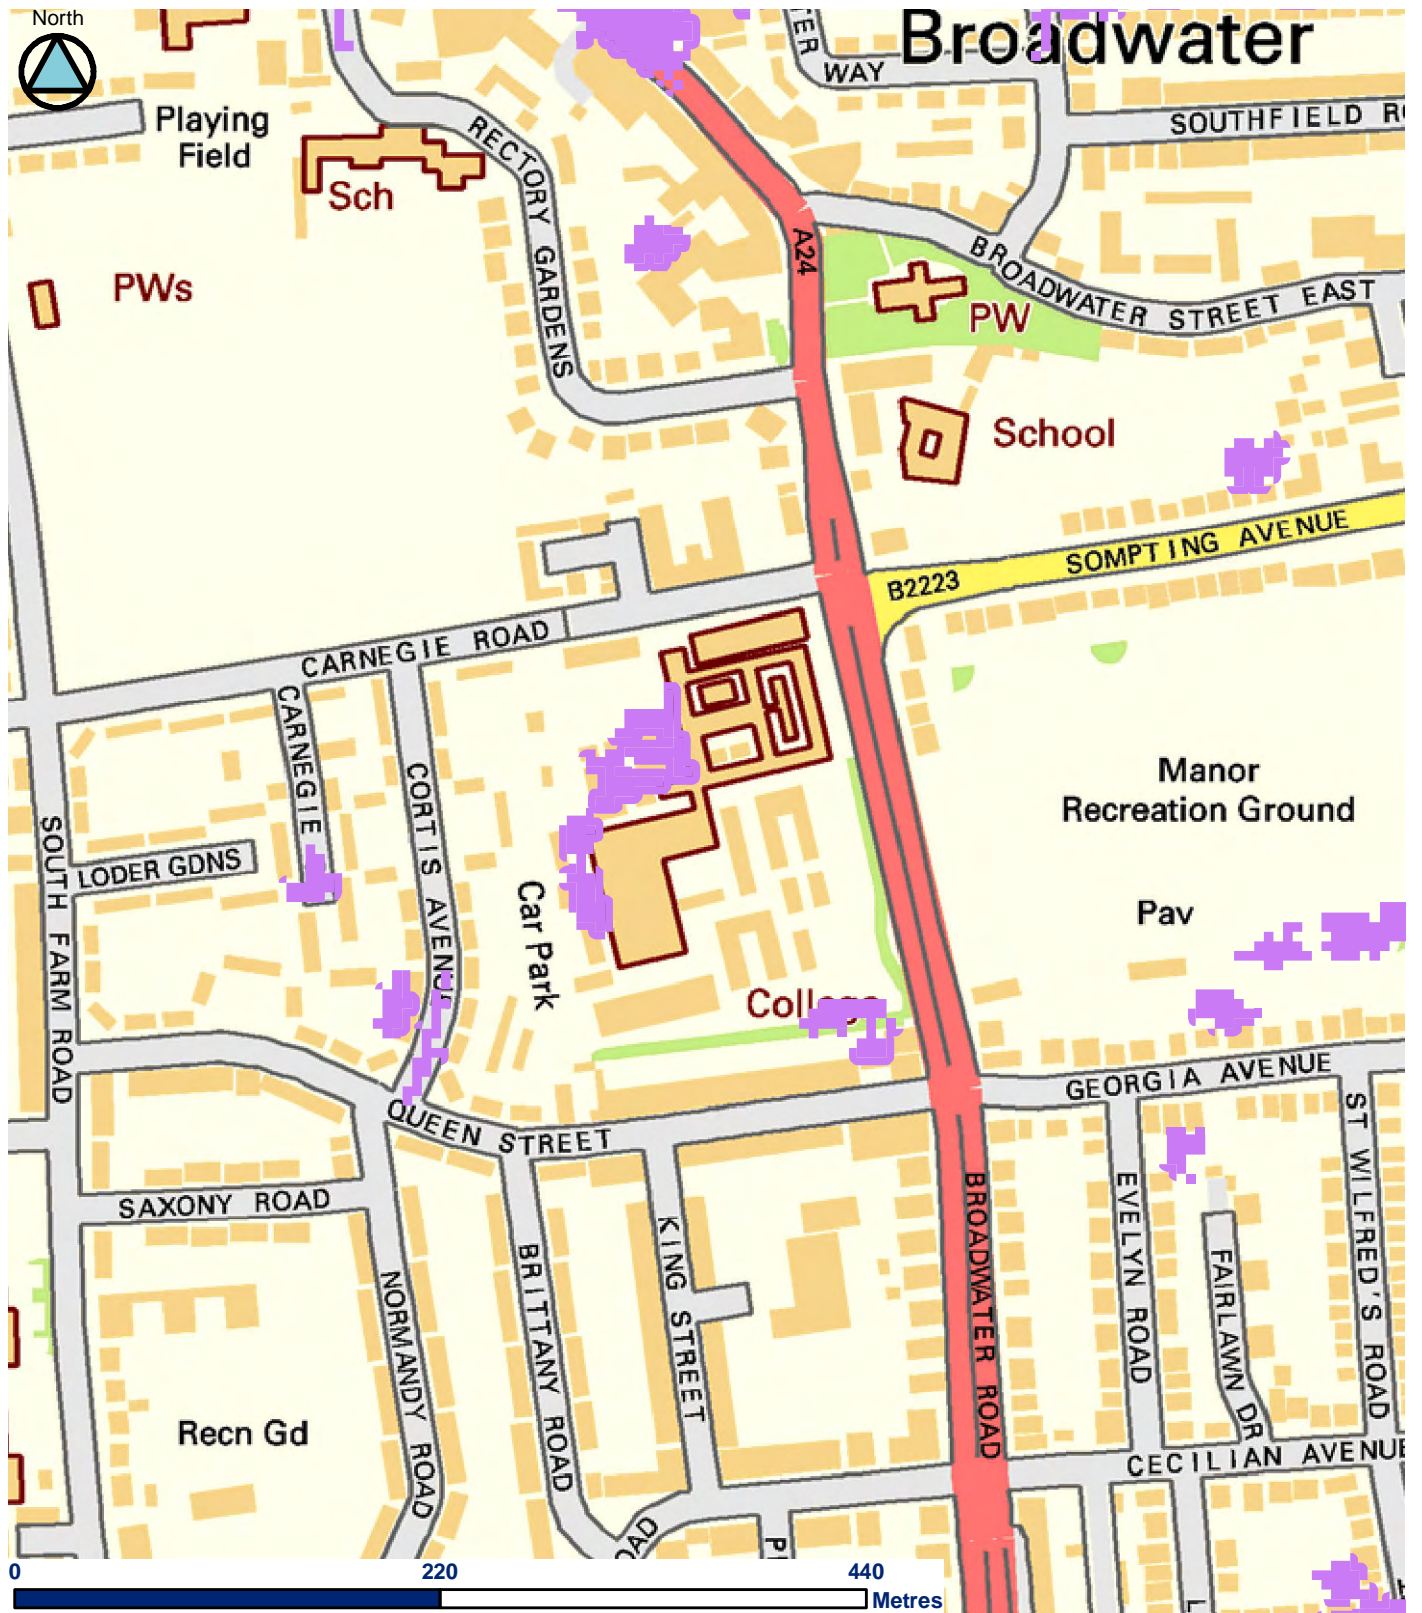 North
Broadwater
WAY
SOUTHFIELD
Playing
Field
RECTORY GARDENS
Sch
A24
BROADWATER STREET EAST
PWs
PW
School
SOMPTING AVENUE
B2223
CARNEGIE ROAD
CARNEGIE
CORTIS AVENUE
Manor
Recreation Ground
LODER GDNS
SOUTH FARM ROAD
Car Park
Pav
College
QUEEN STREET
GEORGIA AVENUE
SAXONY ROAD
ST WILFRED'S ROAD
EVELYN ROAD
BROADWATER ROAD
KING STREET
BRITTANY ROAD
NORMANDY ROAD
FAIRLAWN DR
Recn Gd
CECILIAN AVENUE
OAD
0 220 440
Metres